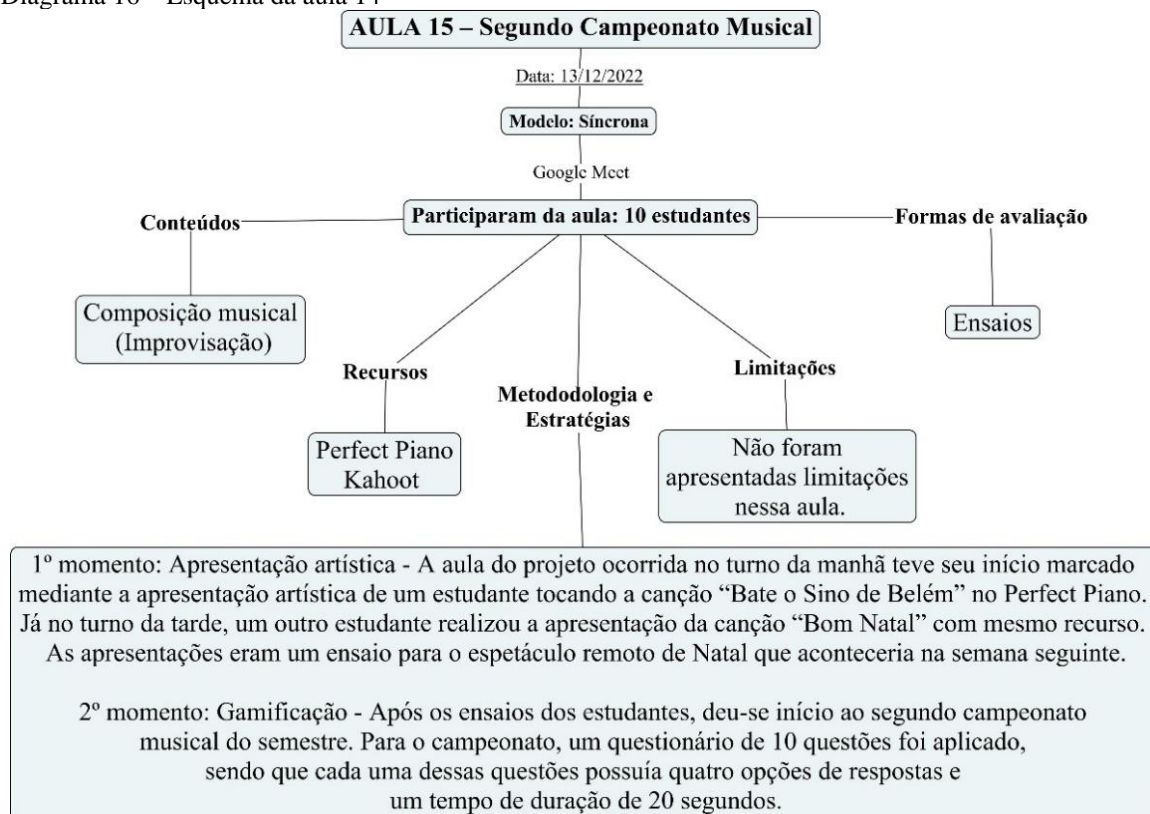 Diagrama 16 – Esquema da aula 14
AULA 15 – Segundo Campeonato Musical
Data: 13/12/2022
Modelo: Síncrona
Google Meet
Participaram da aula: 10 estudantes
Conteúdos
Formas de avaliação
Composição musical
(Improvisação)
Ensaios
Recursos
Limitações
Metododologia e
Estratégias
Perfect Piano
Kahoot
Não foram
apresentadas limitações
nessa aula.
1º momento: Apresentação artística - A aula do projeto ocorrida no turno da manhã teve seu início marcado
mediante a apresentação artística de um estudante tocando a canção “Bate o Sino de Belém” no Perfect Piano.
Já no turno da tarde, um outro estudante realizou a apresentação da canção “Bom Natal” com mesmo recurso.
As apresentações eram um ensaio para o espetáculo remoto de Natal que aconteceria na semana seguinte.
2º momento: Gamificação - Após os ensaios dos estudantes, deu-se início ao segundo campeonato
musical do semestre. Para o campeonato, um questionário de 10 questões foi aplicado,
sendo que cada uma dessas questões possuía quatro opções de respostas e
um tempo de duração de 20 segundos.